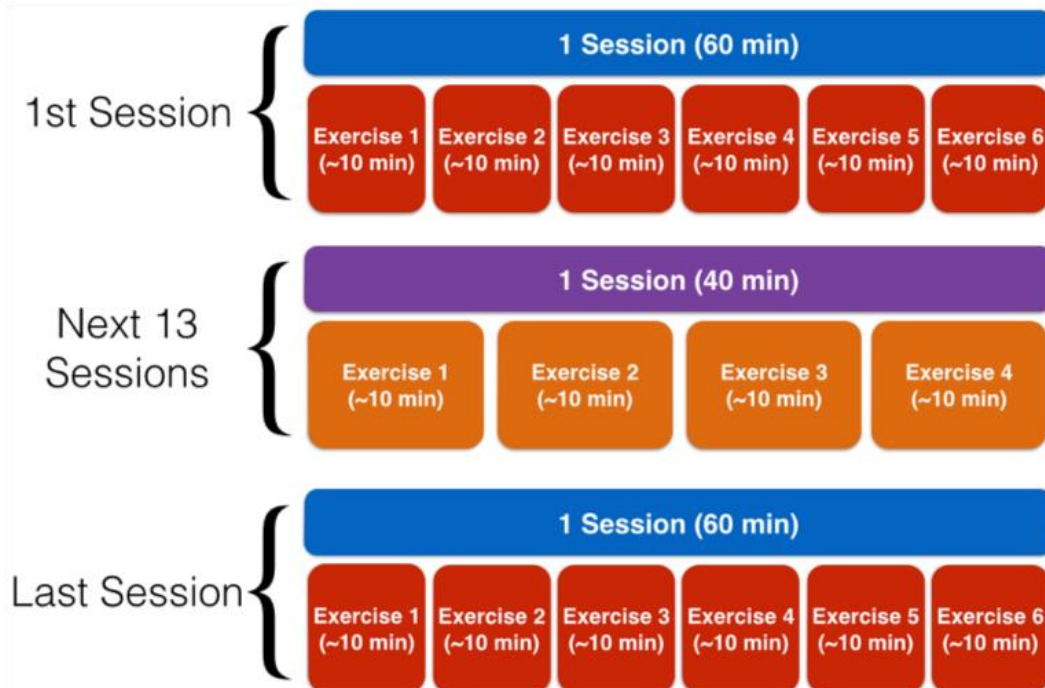 1st Session
1 Session (60 min)
Exercise 1
(~10 min)
Exercise 2
(~10 min)
Exercise 3
(~10 min)
Exercise 4
(~10 min)
Exercise 5
(~10 min)
Exercise 6
(~10 min)
Next 13
Sessions
1 Session (40 min)
Exercise 1
(~10 min)
Exercise 2
(~10 min)
Exercise 3
(~10 min)
Exercise 4
(~10 min)
Last Session
1 Session (60 min)
Exercise 1
(~10 min)
Exercise 2
(~10 min)
Exercise 3
(~10 min)
Exercise 4
(~10 min)
Exercise 5
(~10 min)
Exercise 6
(~10 min)